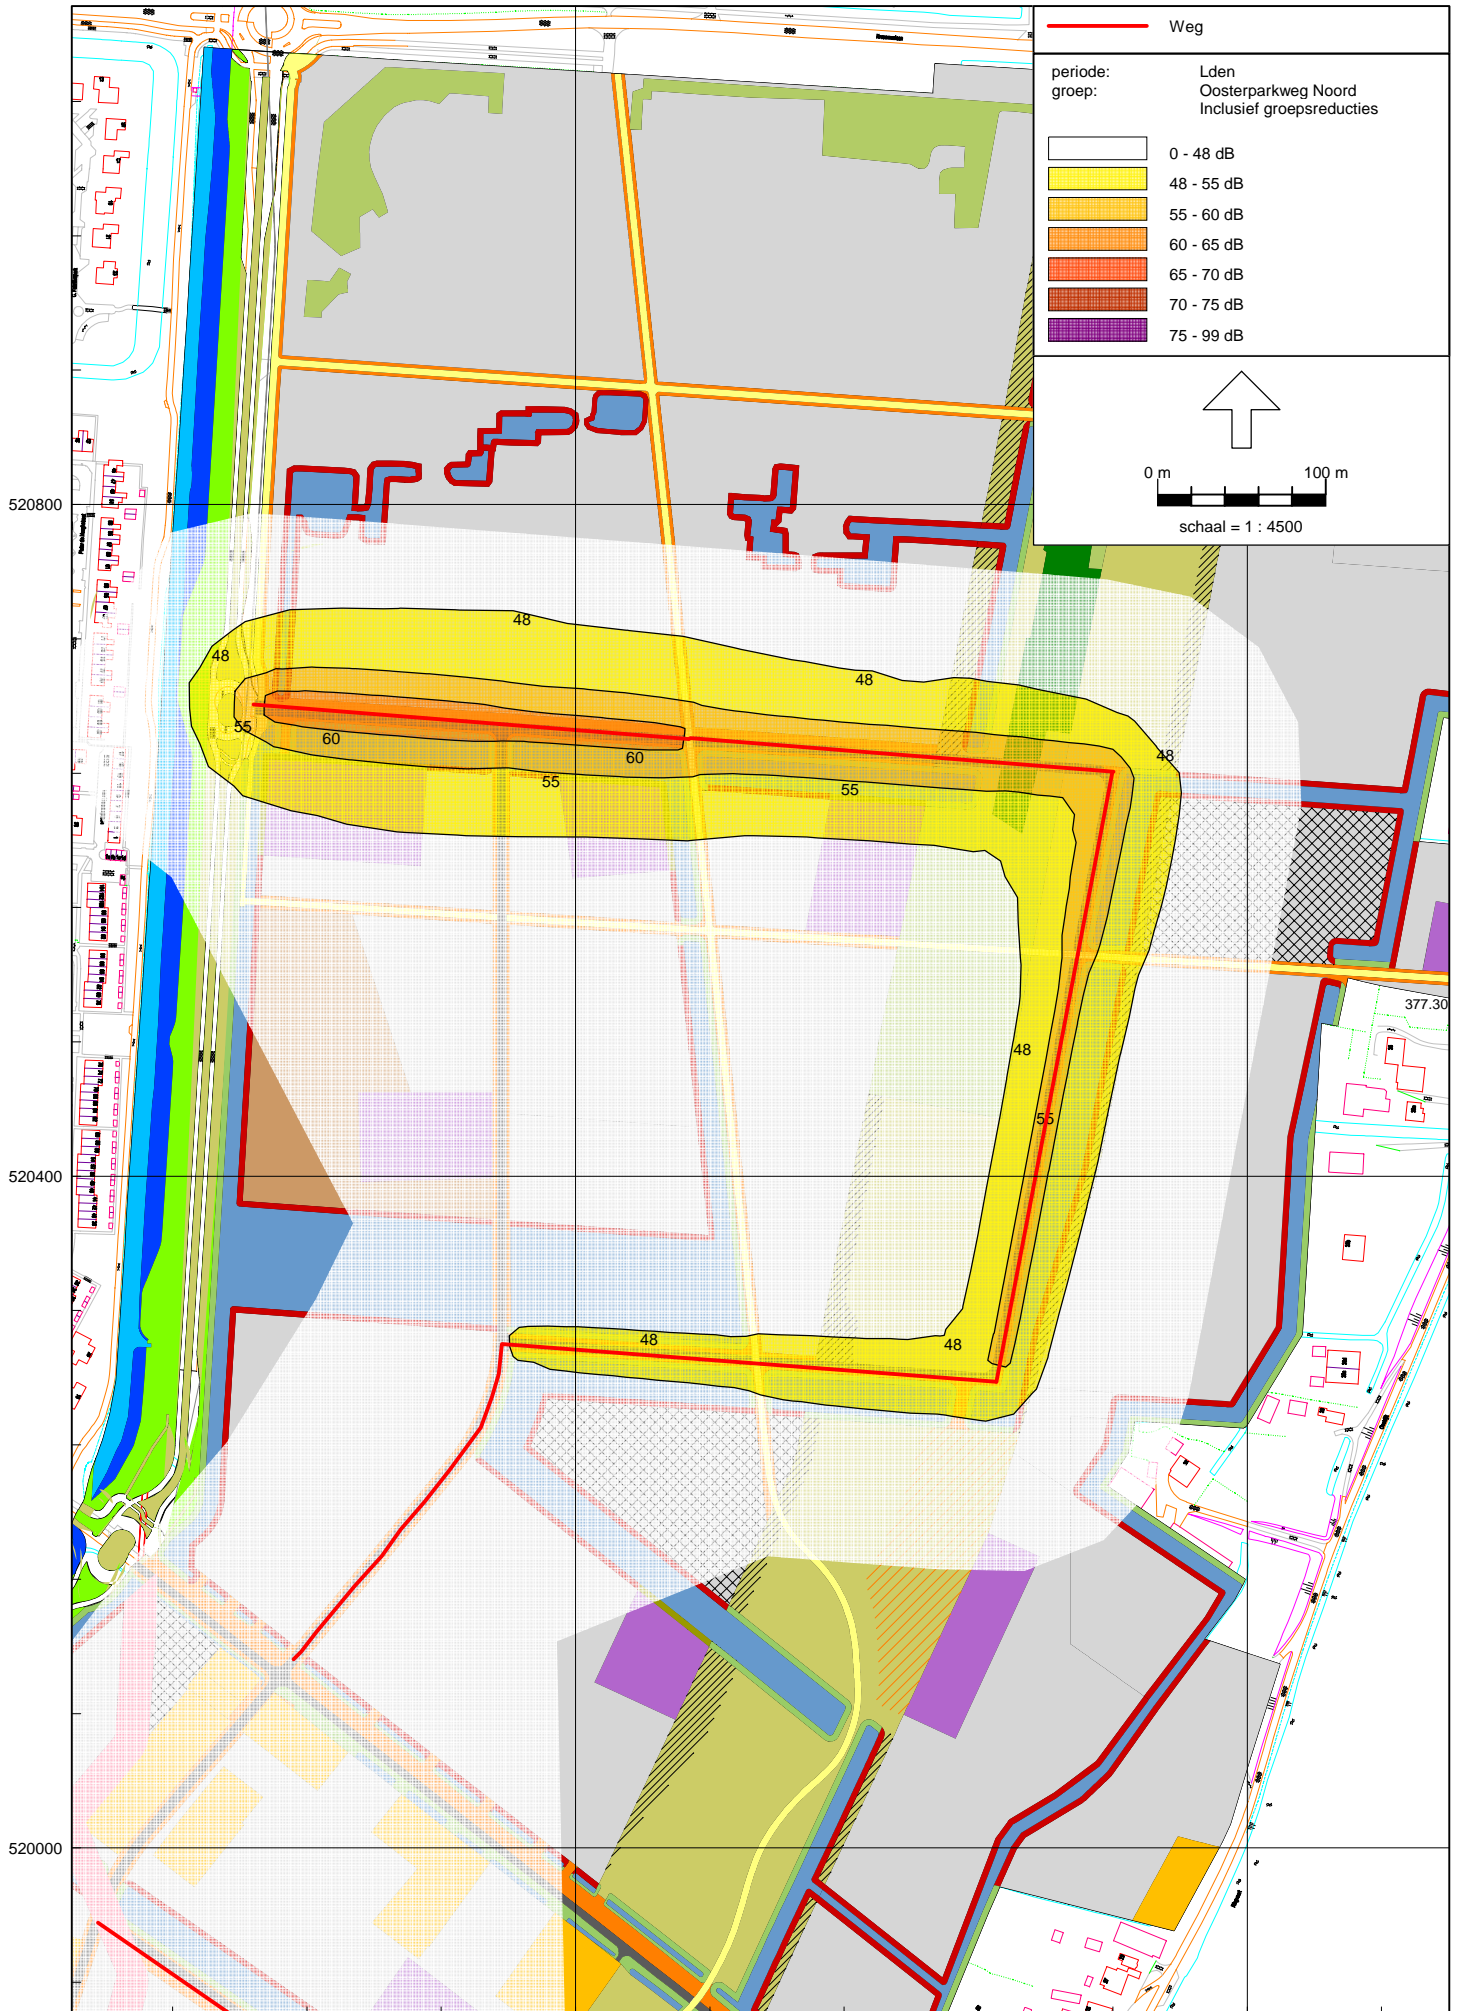 Weg
periode: Lden
groep: Oosterparkweg Noord
Inclusief groepsreducties
0 - 48 dB
48 - 55 dB
55 - 60 dB
60 - 65 dB
65 - 70 dB
70 - 75 dB
75 - 99 dB
0 m 100 m
schaal = 1 : 4500
520800
48
48
48
55
60
60
55
55
48
377.30
48
55
520400
48
48
520000